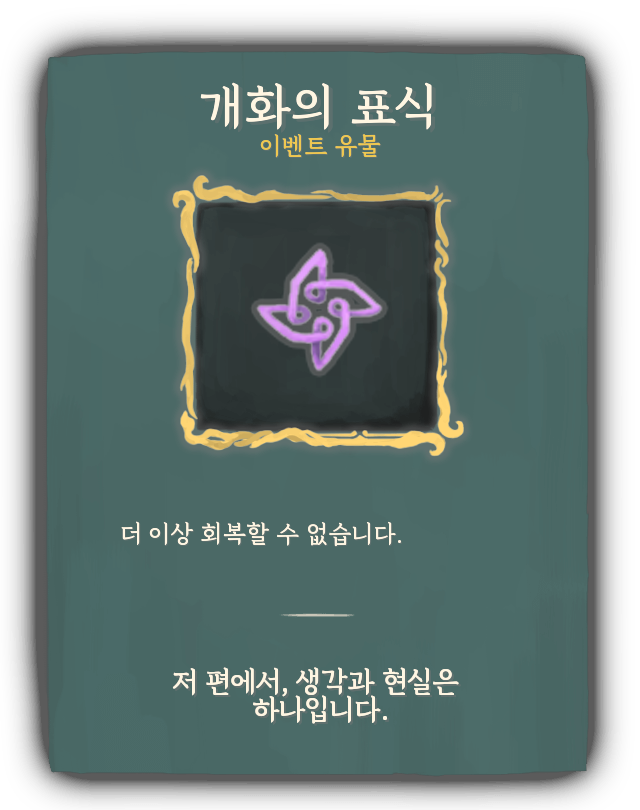 개화의 표식
이벤트 유물
더 이상 회복할 수 없습니다.
저 편에서, 생각과 현실은
하나입니다.